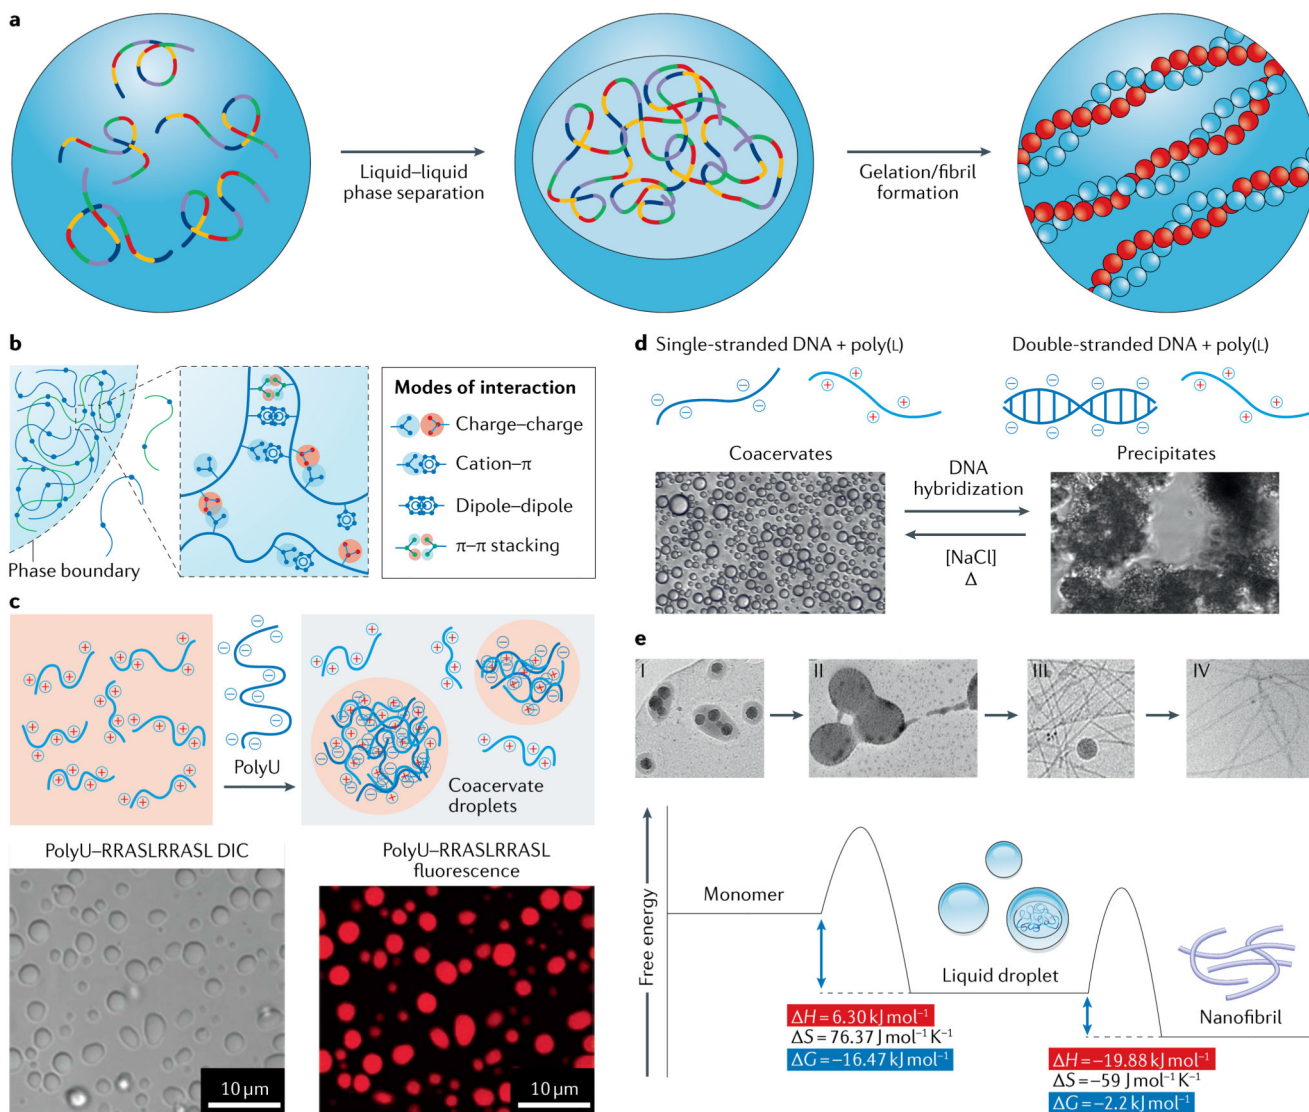 a
Liquid–liquid
phase separation
Gelation/fibril
formation
b
Phase boundary
Modes of interaction
Charge–charge
Cation–π
Dipole–dipole
π–π stacking
c
PolyU
Coacervate
droplets
PolyU–RRASLRRASL DIC
10 μm
PolyU–RRASLRRASL
fluorescence
10 μm
d
Single-stranded DNA + poly(L)
Double-stranded DNA + poly(L)
Coacervates
DNA
hybridization
[NaCl]
Δ
Precipitates
e
I
II
III
IV
Free energy
Monomer
Liquid droplet
Nanofibril
ΔH = 6.30 kJ mol⁻¹
ΔS = 76.37 J mol⁻¹ K⁻¹
ΔG = −16.47 kJ mol⁻¹
ΔH = −19.88 kJ mol⁻¹
ΔS = −59 J mol⁻¹ K⁻¹
ΔG = −2.2 kJ mol⁻¹